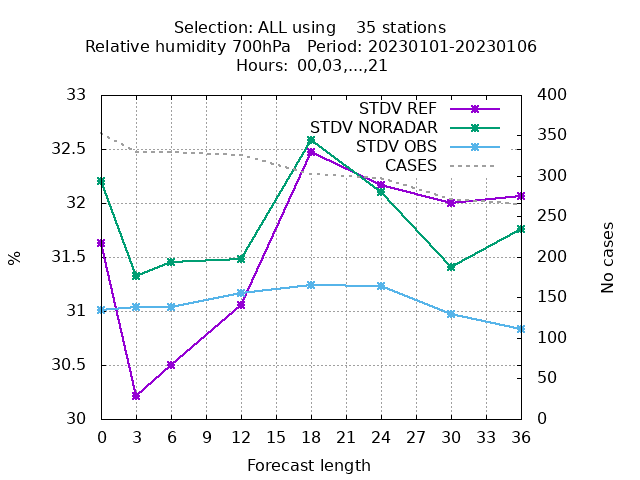 Selection: ALL using    35 stations
Relative humidity 700hPa   Period: 20230101-20230106
Hours:  00,03,...,21
33 400
STDV REF
STDV NORADAR 350
32.5 STDV OBS
CASES 300
32 250
31.5 200
% No cases
150
31
100
30.5 50
30 0
0 3 6 9 12 15 18 21 24 27 30 33 36
Forecast length